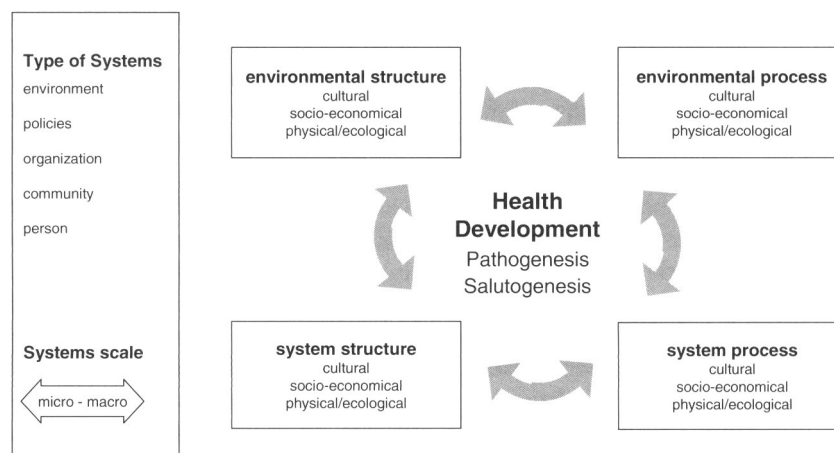 Type of Systems
environment
policies
organization
community
person
Systems scale
micro - macro
environmental structure
cultural
socio-economical
physical/ecological
environmental process
cultural
socio-economical
physical/ecological
Health
Development
Pathogenesis
Salutogenesis
system structure
cultural
socio-economical
physical/ecological
system process
cultural
socio-economical
physical/ecological